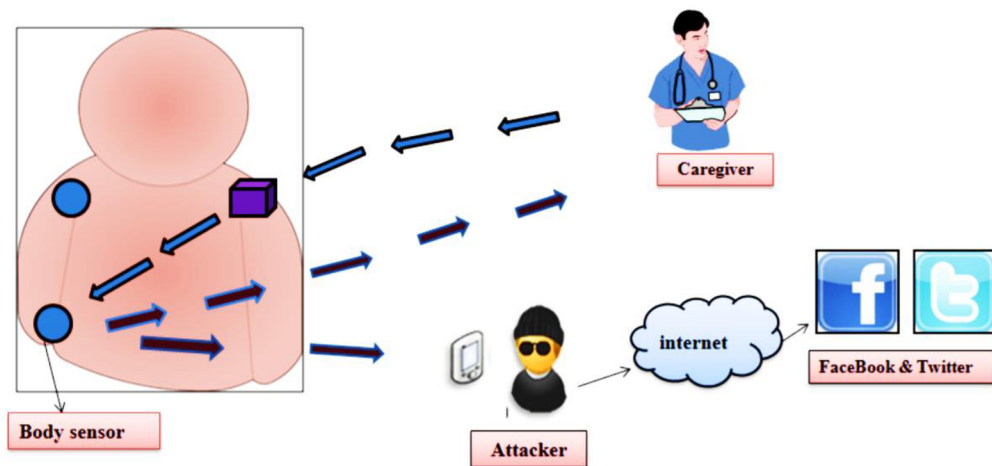 Caregiver
internet
f
t
FaceBook & Twitter
Body sensor
Attacker